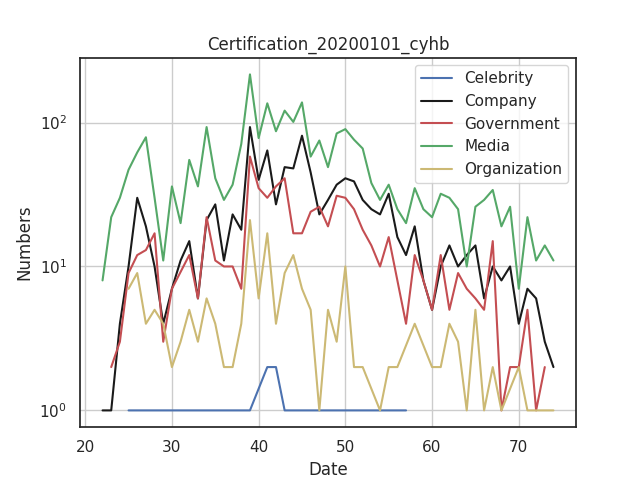 Certification_20200101_cyhb
Celebrity
Company
Government
Media
Organization
Numbers
10²
10¹
10⁰
20 30 40 50 60 70
Date